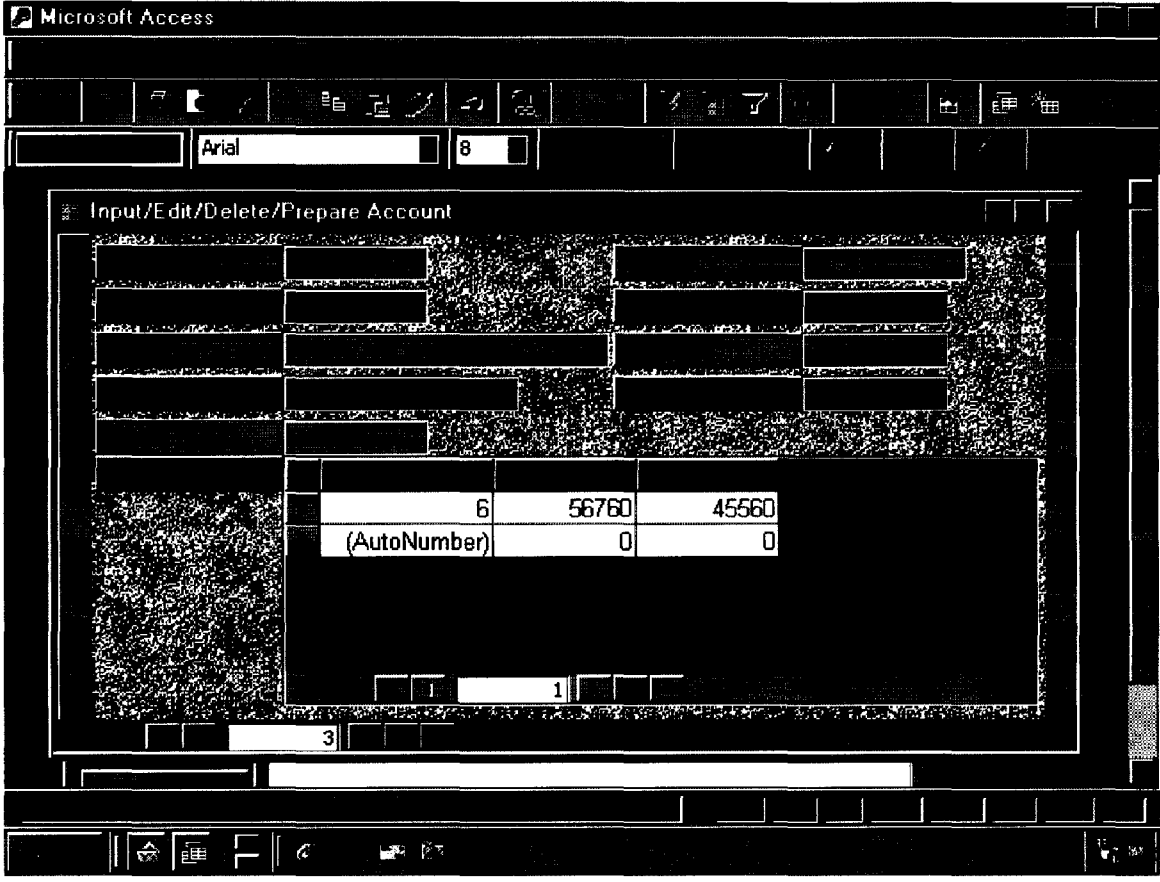 Microsoft Access
Arial 8
Input/Edit/Delete/Prepare Account
6 56760 45560
(AutoNumber) 0 0
1
3